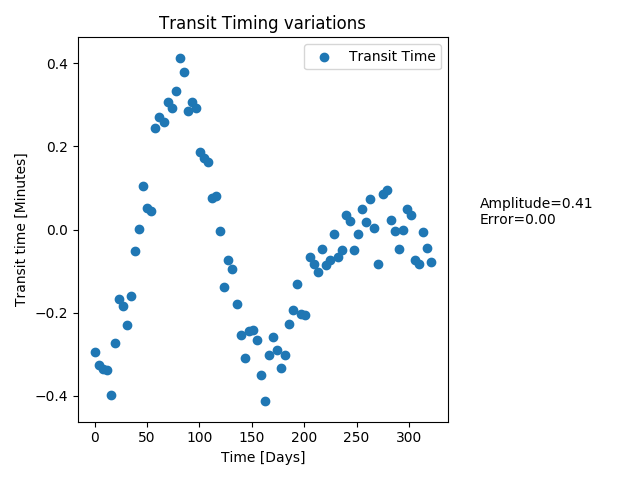 Transit Timing variations
Transit Time
Transit time [Minutes]
0.4
0.2
0.0
−0.2
−0.4
0
50
100
150
200
250
300
Time [Days]
Amplitude=0.41
Error=0.00